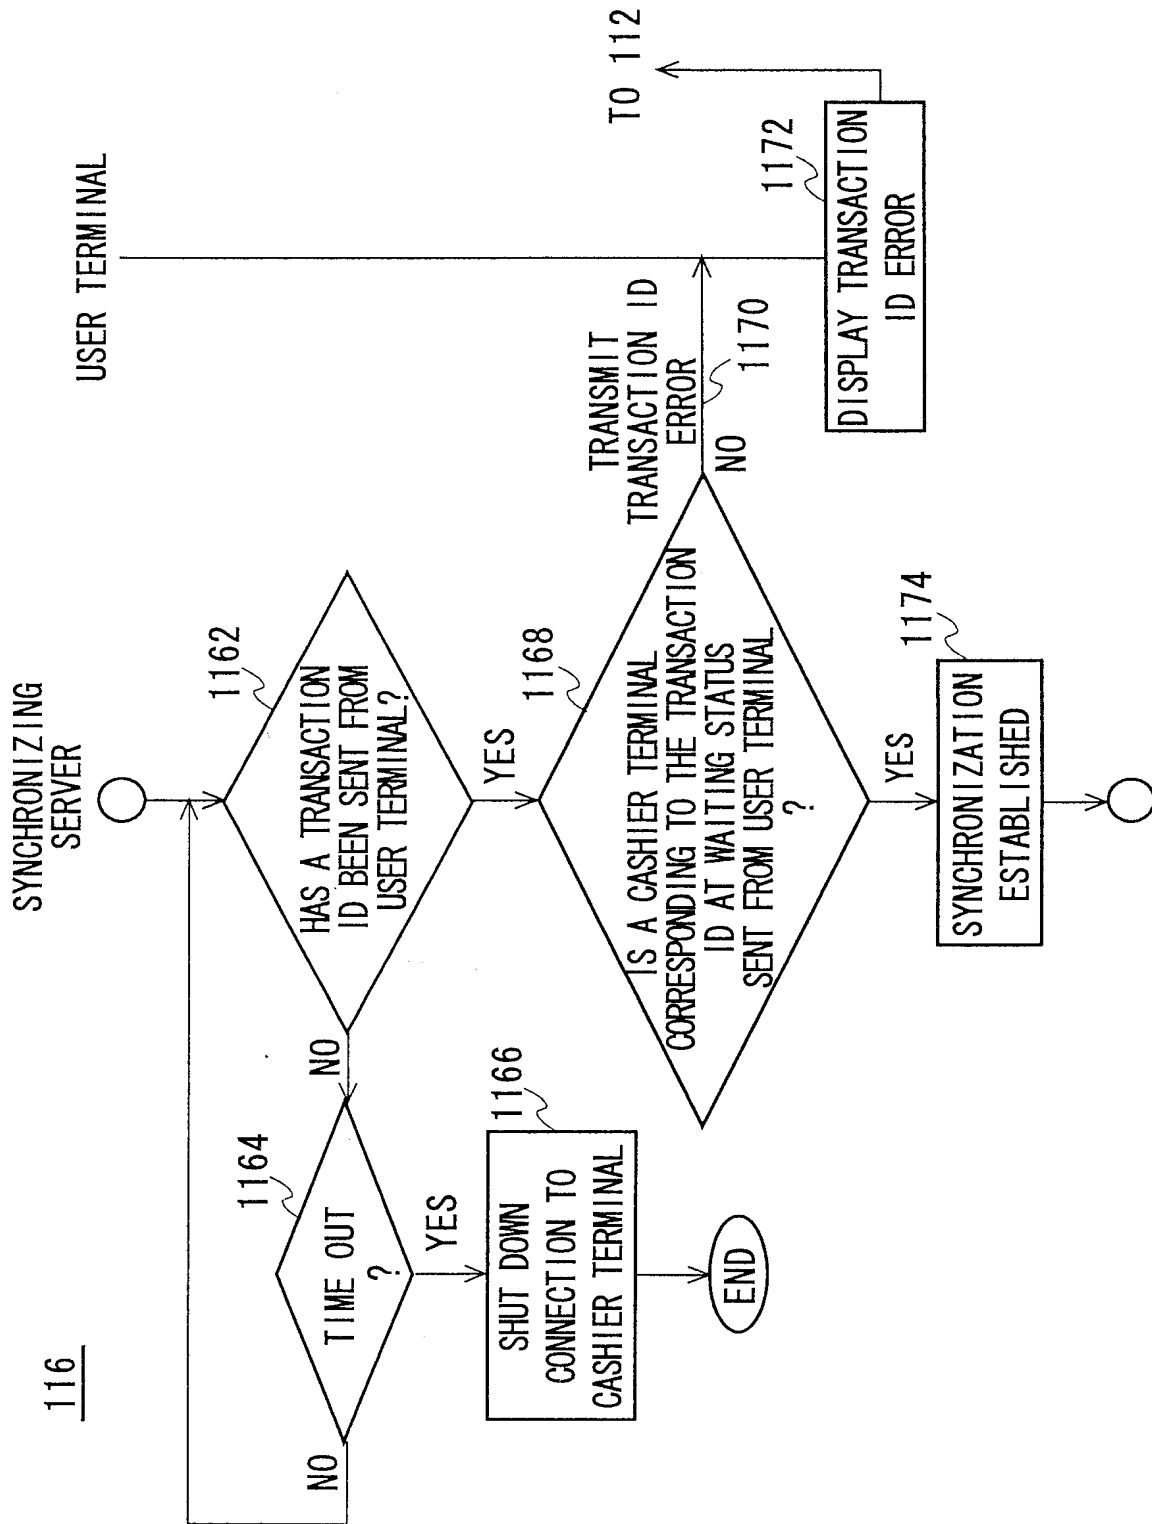 116
SYNCHRONIZING
SERVER
USER TERMINAL
1162
HAS A TRANSACTION
ID BEEN SENT FROM
USER TERMINAL?
NO
YES
1164
TIME OUT
?
NO
YES
1166
SHUT DOWN
CONNECTION TO
CASHIER TERMINAL
END
1168
IS A CASHIER TERMINAL
CORRESPONDING TO THE TRANSACTION
ID AT WAITING STATUS
SENT FROM USER TERMINAL
?
NO
YES
TRANSMIT
TRANSACTION ID
ERROR
1170
TO 112
1172
DISPLAY TRANSACTION
ID ERROR
1174
SYNCHRONIZATION
ESTABLISHED